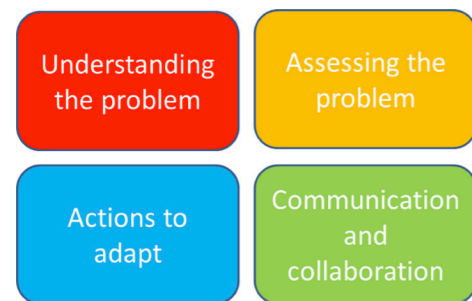 Understanding
the problem
Assessing the
problem
Actions to
adapt
Communication
and
collaboration